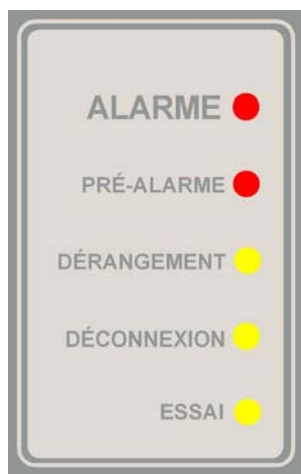 ALARME
PRÉ-ALARME
DÉRANGEMENT
DÉCONNEXION
ESSAI